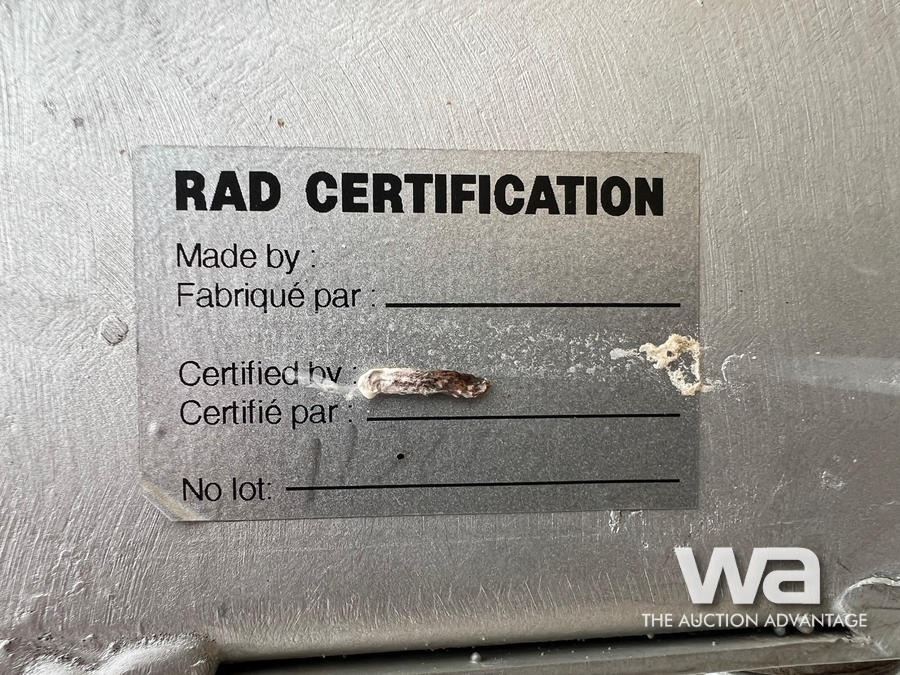 RAD CERTIFICATION
Made by :
Fabriqué par :
Certified by :
Certifié par :
No lot:
wa
THE AUCTION ADVANTAGE